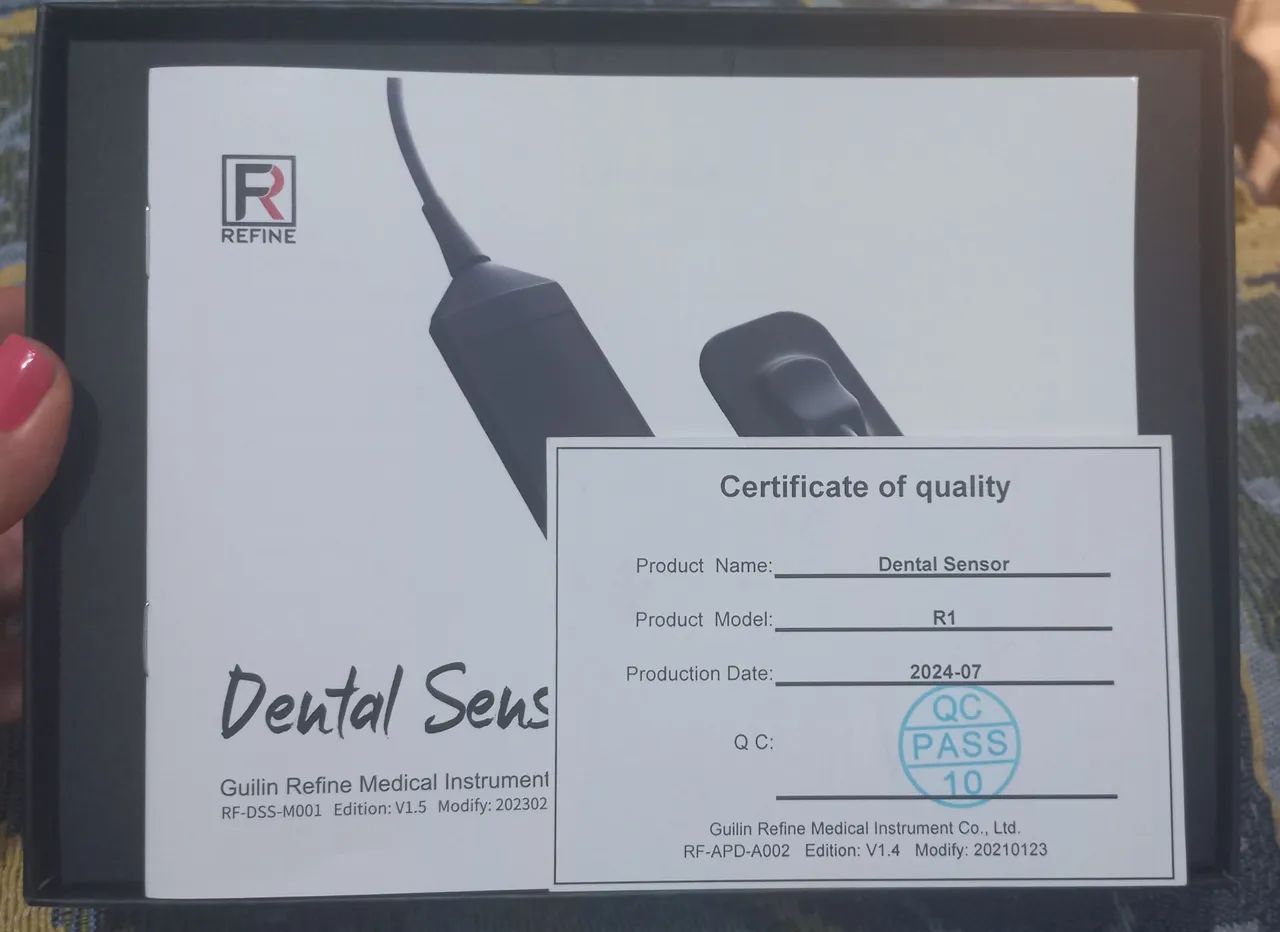 REFINE
Dental Sens
Guilin Refine Medical Instrument
RF-DSS-M001 Edition: V1.5 Modify: 202302
Certificate of quality
Product Name: Dental Sensor
Product Model: R1
Production Date: 2024-07
Q C:
QC
PASS
10
Guilin Refine Medical Instrument Co., Ltd.
RF-APD-A002 Edition: V1.4 Modify: 20210123